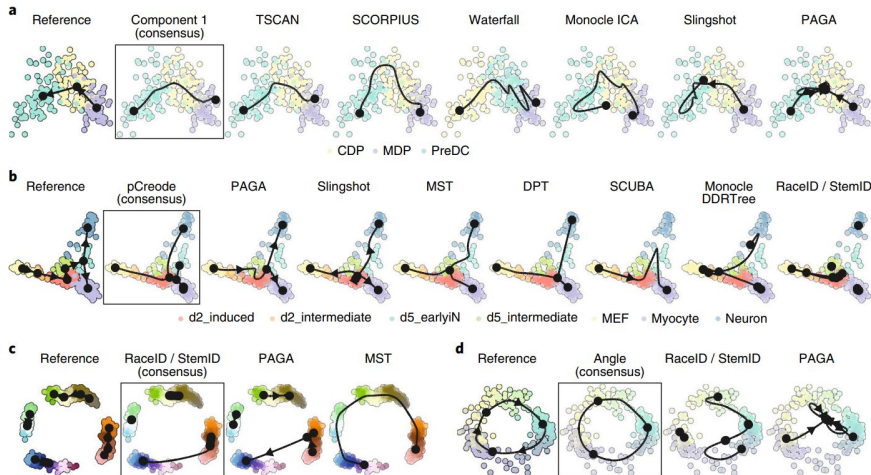 a
Reference
Component 1
(consensus)
TSCAN
SCORPIUS
Waterfall
Monocle ICA
Slingshot
PAGA
CDP
MDP
PreDC
b
Reference
pCreode
(consensus)
PAGA
Slingshot
MST
DPT
SCUBA
Monocle
DDRTree
RaceID / StemID
d2_induced
d2_intermediate
d5_earlyiN
d5_intermediate
MEF
Myocyte
Neuron
c
Reference
RaceID / StemID
(consensus)
PAGA
MST
d
Reference
Angle
(consensus)
RaceID / StemID
PAGA